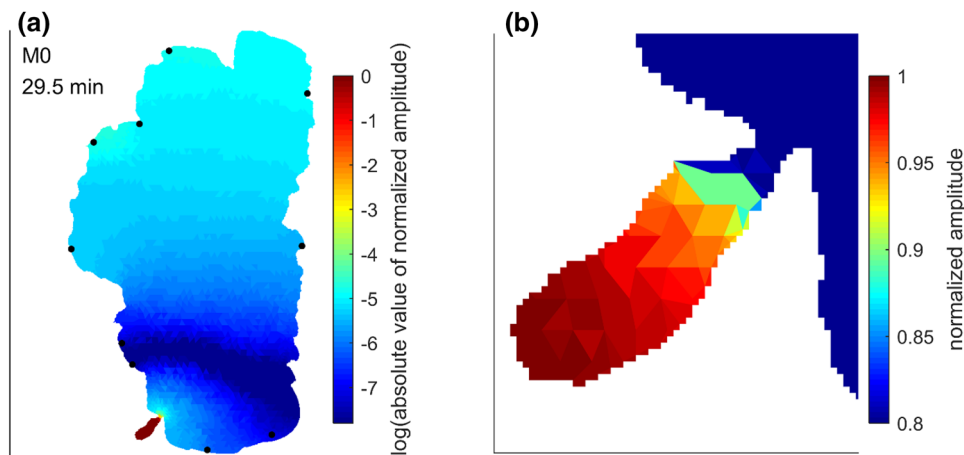 (a)
M0
29.5 min
0
-1
-2
-3
-4
-5
-6
-7
log(absolute value of normalized amplitude)
(b)
1
0.95
0.9
0.85
0.8
normalized amplitude